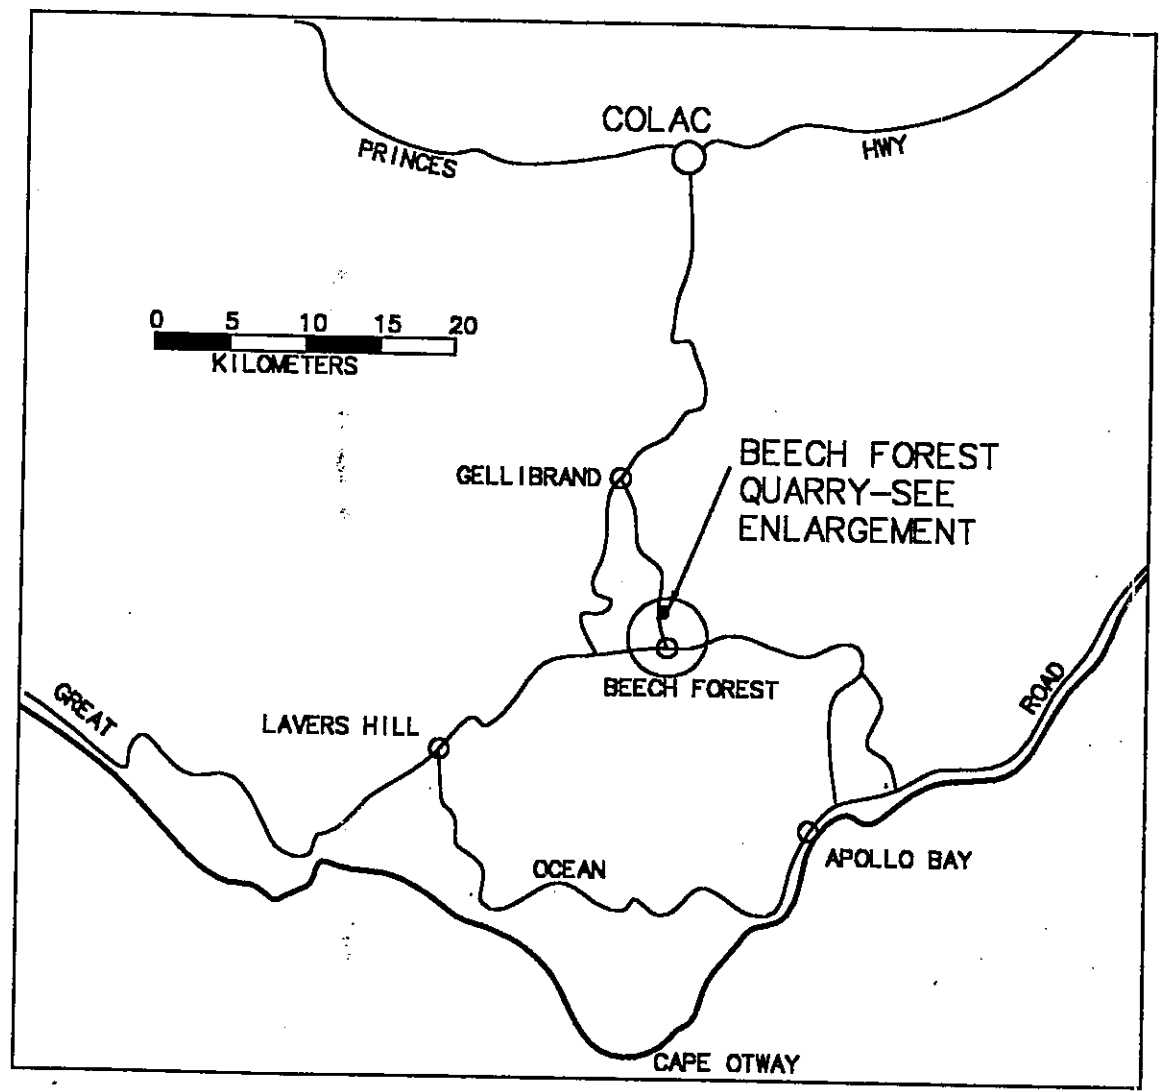 COLAC
PRINCES
HWY
0 5 10 15 20
KILOMETERS
GELLIBRAND
BEECH FOREST
QUARRY-SEE
ENLARGEMENT
BEECH FOREST
GREAT
LAVERS HILL
ROAD
OCEAN
APOLLO BAY
CAPE OTWAY